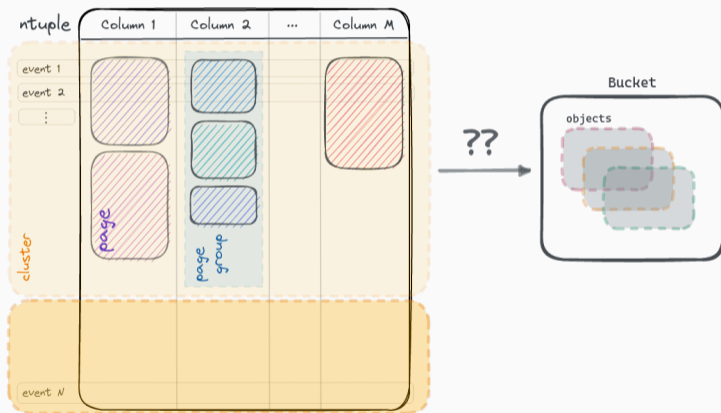 ntuple
Column 1
Column 2
...
Column M
event 1
event 2
⋮
page
page
group
cluster
event N
??
Bucket
objects